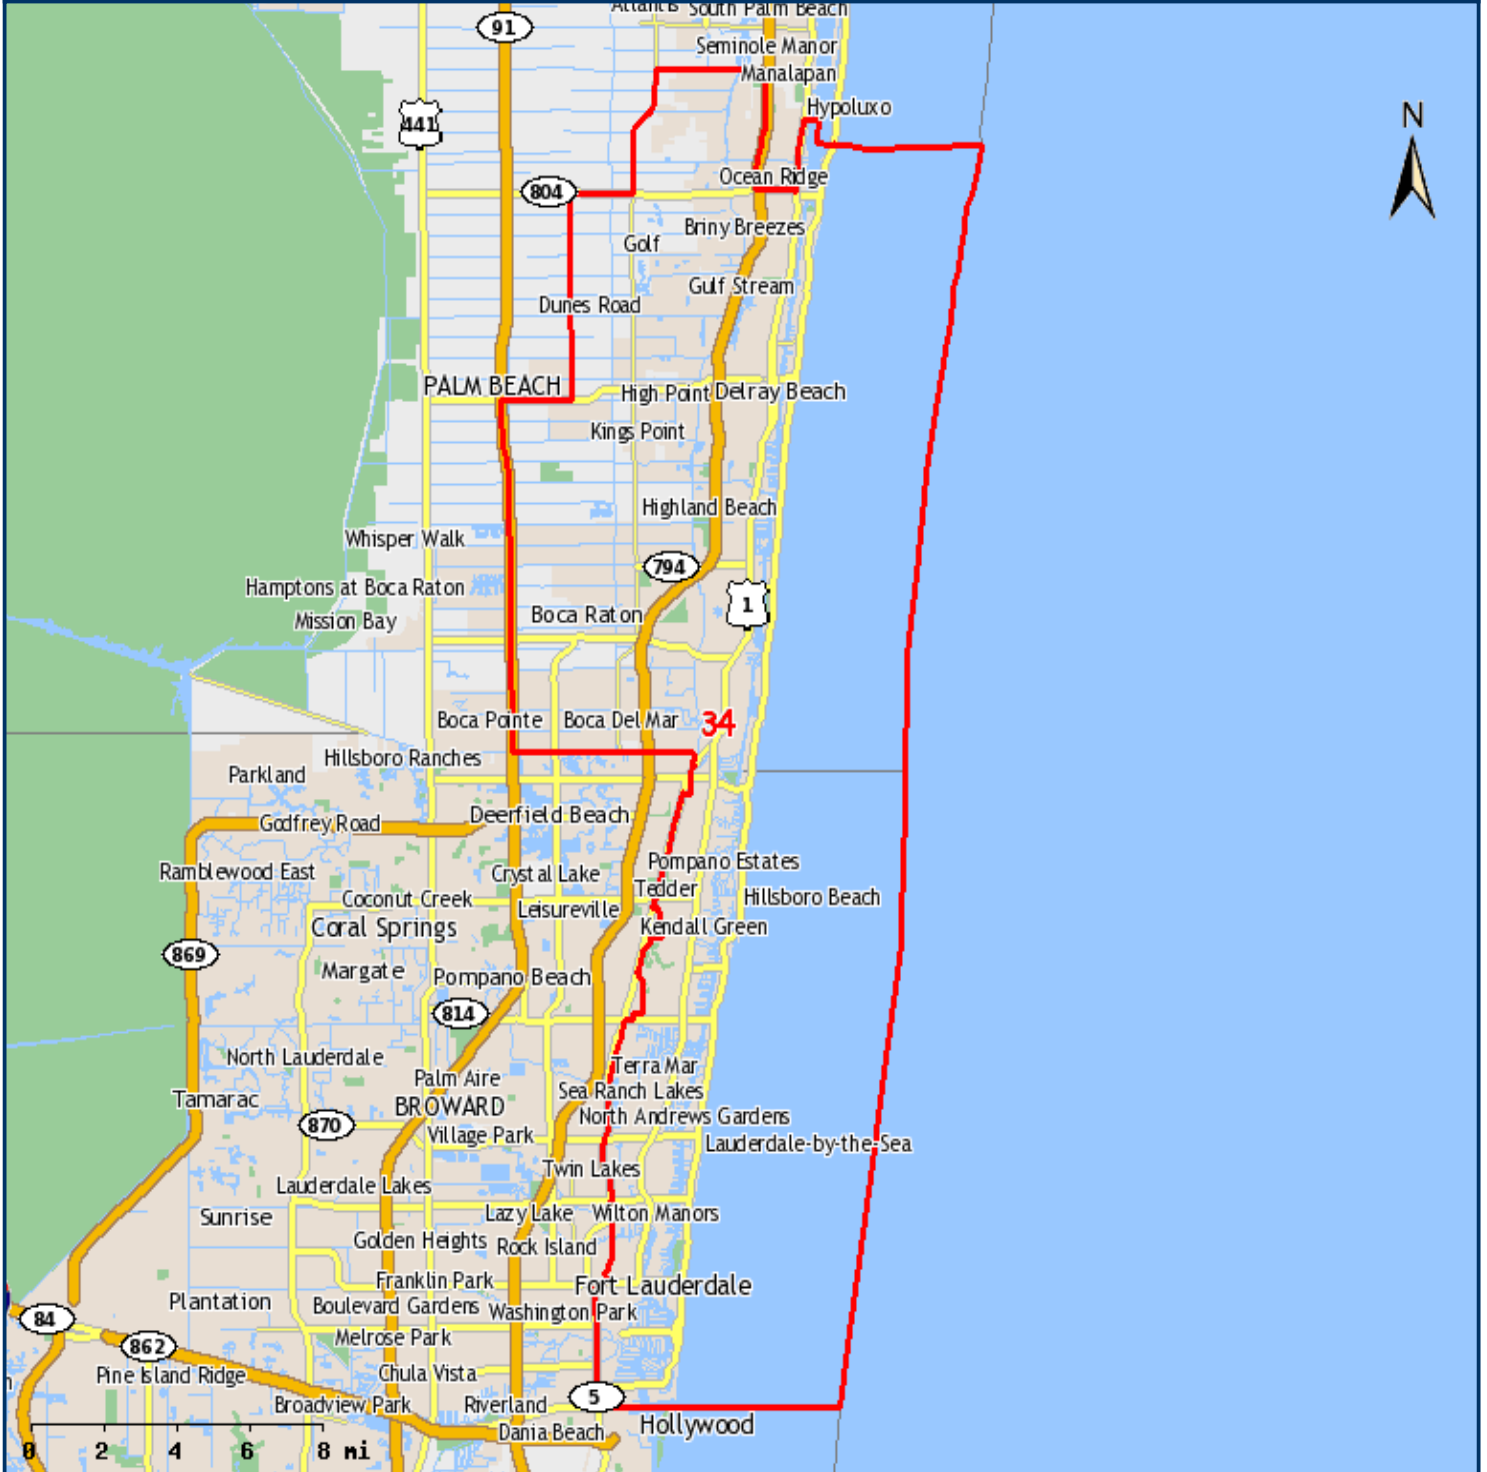 Atlantis South Palm Beach
91
Seminole Manor
Manalapan
Hypoluxo
N
441
Ocean Ridge
804
Briny Breezes
Golf
Gulf Stream
Dunes Road
PALM BEACH
High Point Delray Beach
Kings Point
Highland Beach
Whisper Walk
794
Hamptons at Boca Raton
1
Boca Raton
Mission Bay
Boca Pointe Boca Del Mar 34
Hillsboro Ranches
Parkland
Deerfield Beach
Godfrey Road
Pompano Estates
Ramblewood East Crystal Lake
Tedder
Coconut Creek Hillsboro Beach
Leisureville
Coral Springs Kendall Green
869
Margate Pompano Beach
814
North Lauderdale
Terra Mar
Palm Aire
Sea Ranch Lakes
Tamarac
BROWARD
North Andrews Gardens
870
Village Park Lauderdale-by-the-Sea
Twin Lakes
Lauderdale Lakes
Sunrise Lazy Lake Wilton Manors
Golden Heights Rock Island
Franklin Park Fort Lauderdale
Plantation
Boulevard Gardens Washington Park
84
Melrose Park
862
Pine Island Ridge Chula Vista
5
Broadview Park Riverland
Hollywood
Dania Beach
0 2 4 6 8 mi